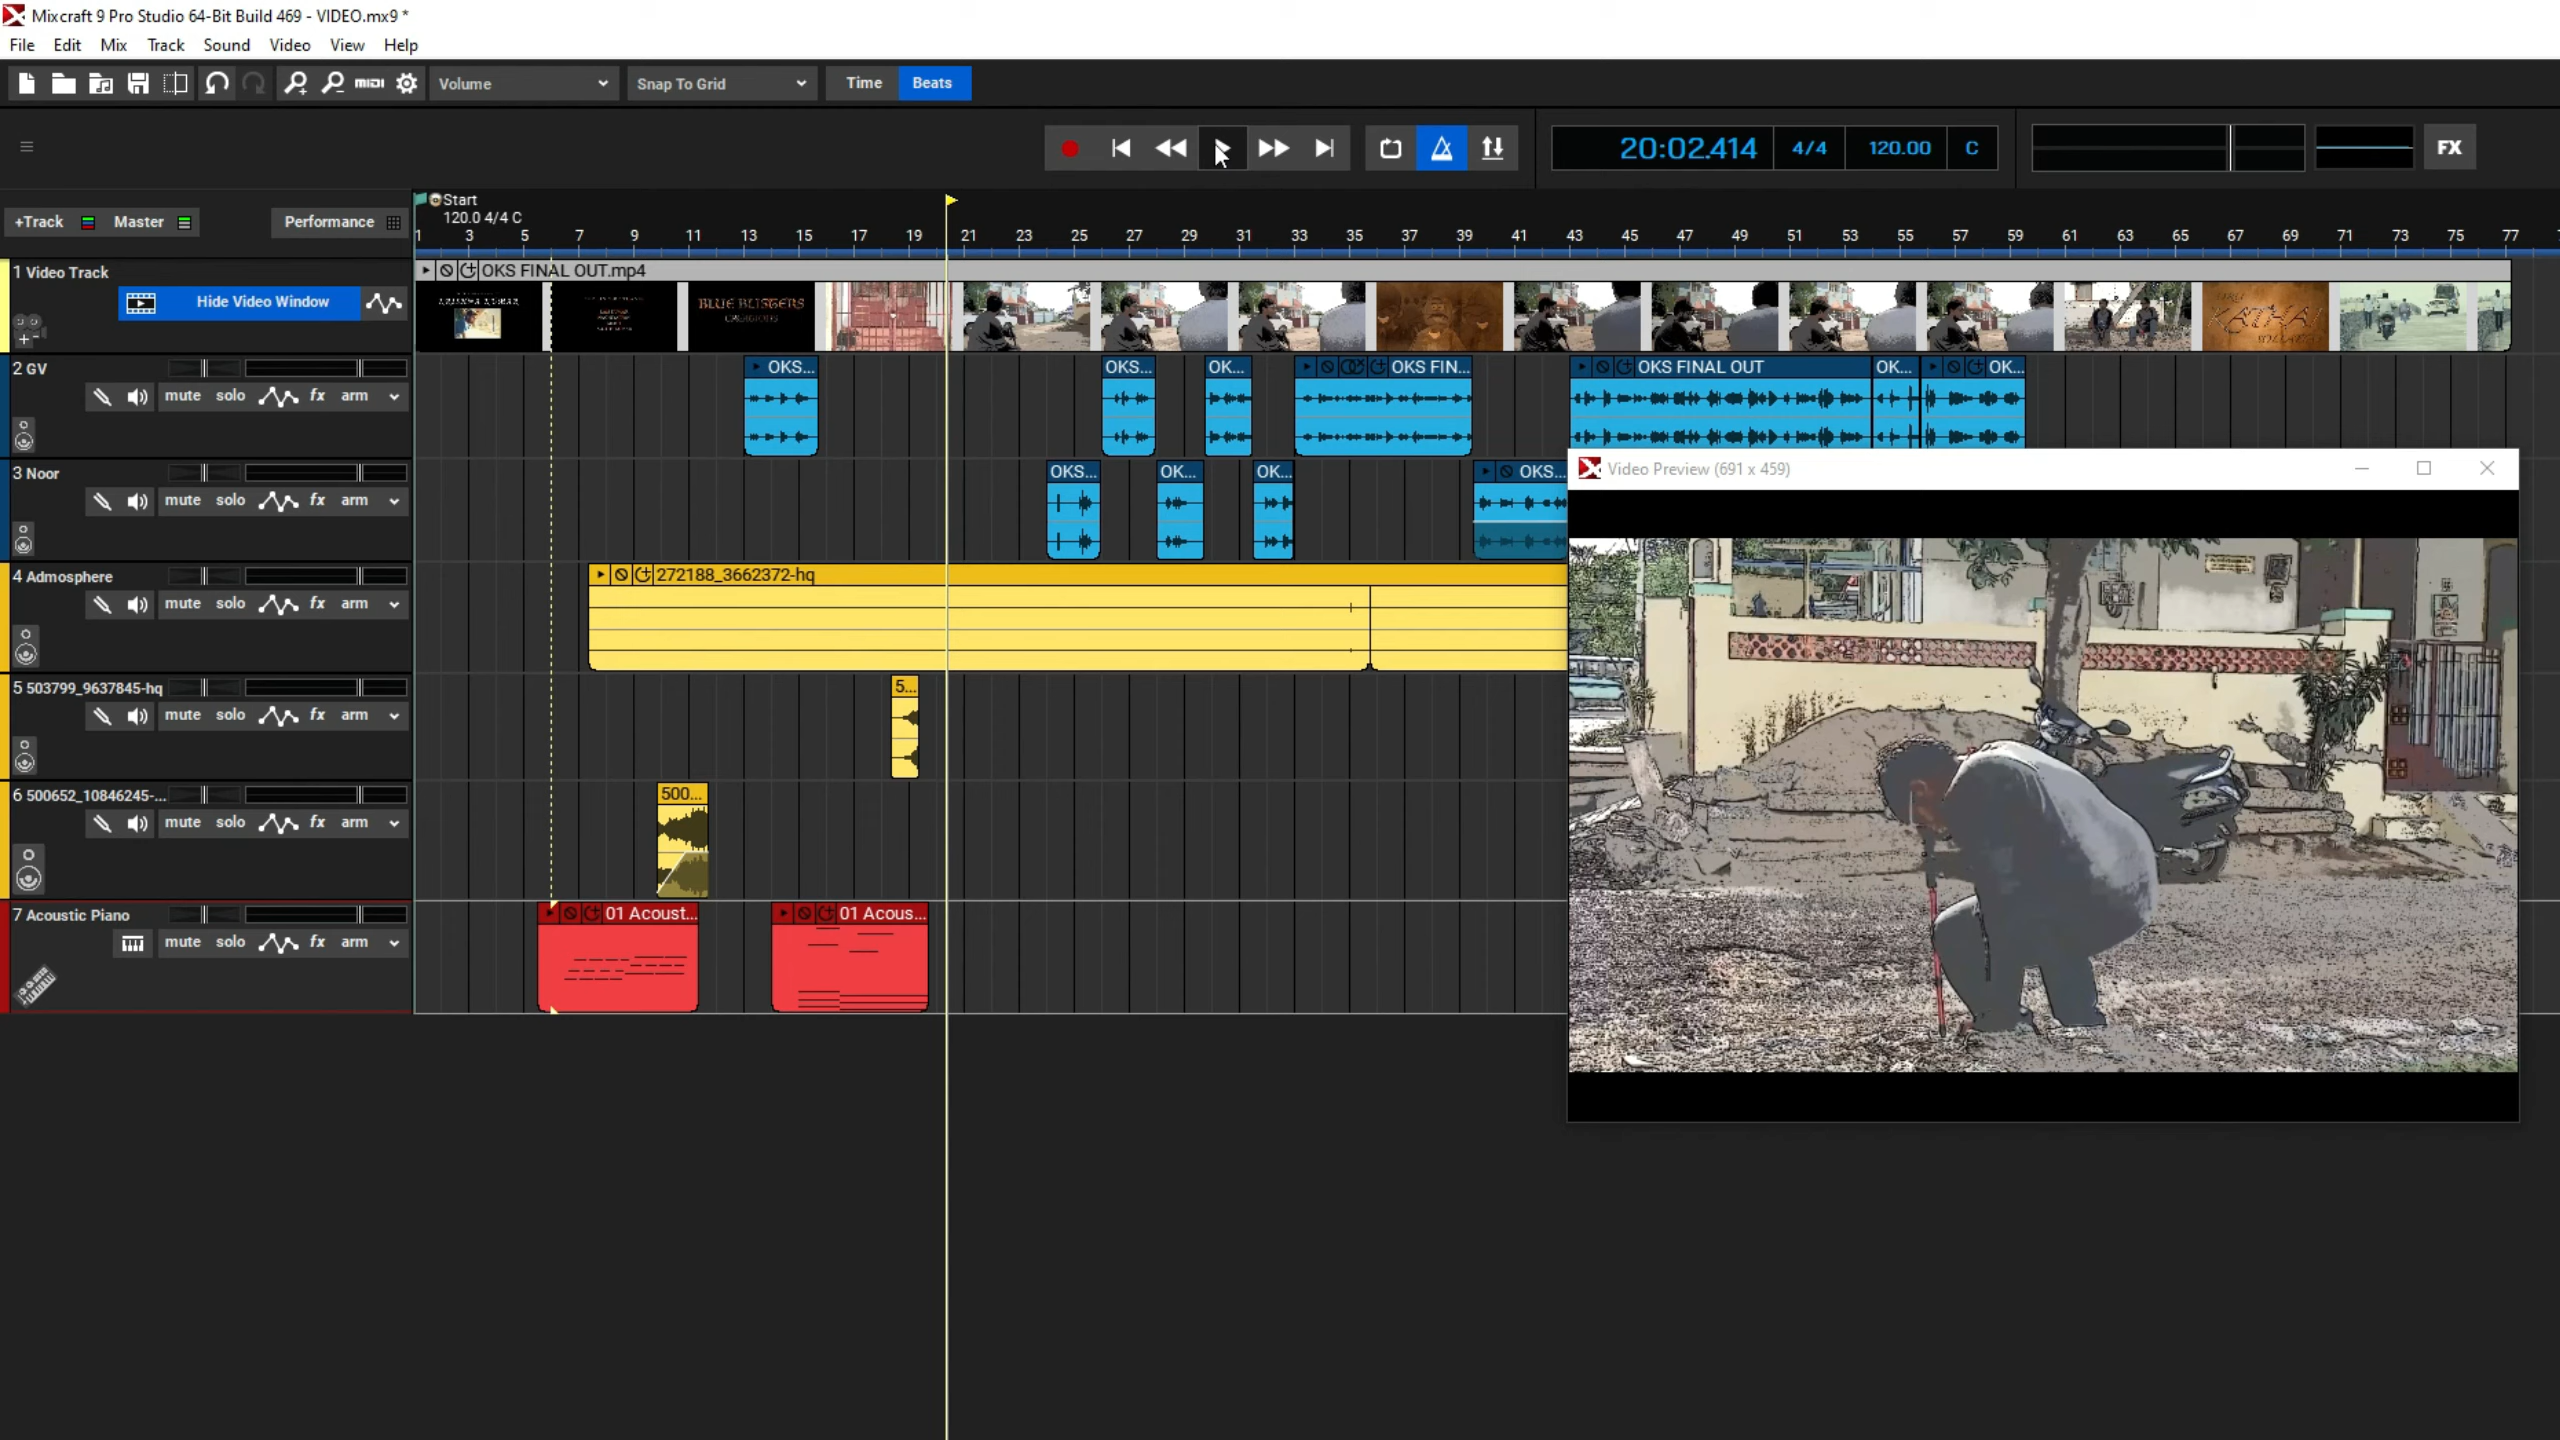 Mixcraft 9 Pro Studio 64-Bit Build 469 - VIDEO.mx9 *
File Edit Mix Track Sound Video View Help
MIDI Volume Snap To Grid Time Beats
20:02.414 4/4 120.00 C FX
+Track Master Performance
Start
120.0 4/4 C
1 3 5 7 9 11 13 15 17 19 21 23 25 27 29 31 33 35 37 39 41 43 45 47 49 51 53 55 57 59 61 63 65 67 69 71 73 75 77
1 Video Track
OKS FINAL OUT.mp4
Hide Video Window
BLUE BLISTERS
CREATIONS
KATHAI
2 GV
mute solo fx arm
OKS... OKS... OK... OKS FIN... OKS FINAL OUT OK... OK...
3 Noor
mute solo fx arm
OKS... OK... OK... OKS...
Video Preview (691 x 459)
4 Admosphere
mute solo fx arm
272188_3662372-hq
5 503799_9637845-hq
mute solo fx arm
5...
6 500652_10846245-...
mute solo fx arm
500...
7 Acoustic Piano
mute solo fx arm
01 Acoust... 01 Acous...